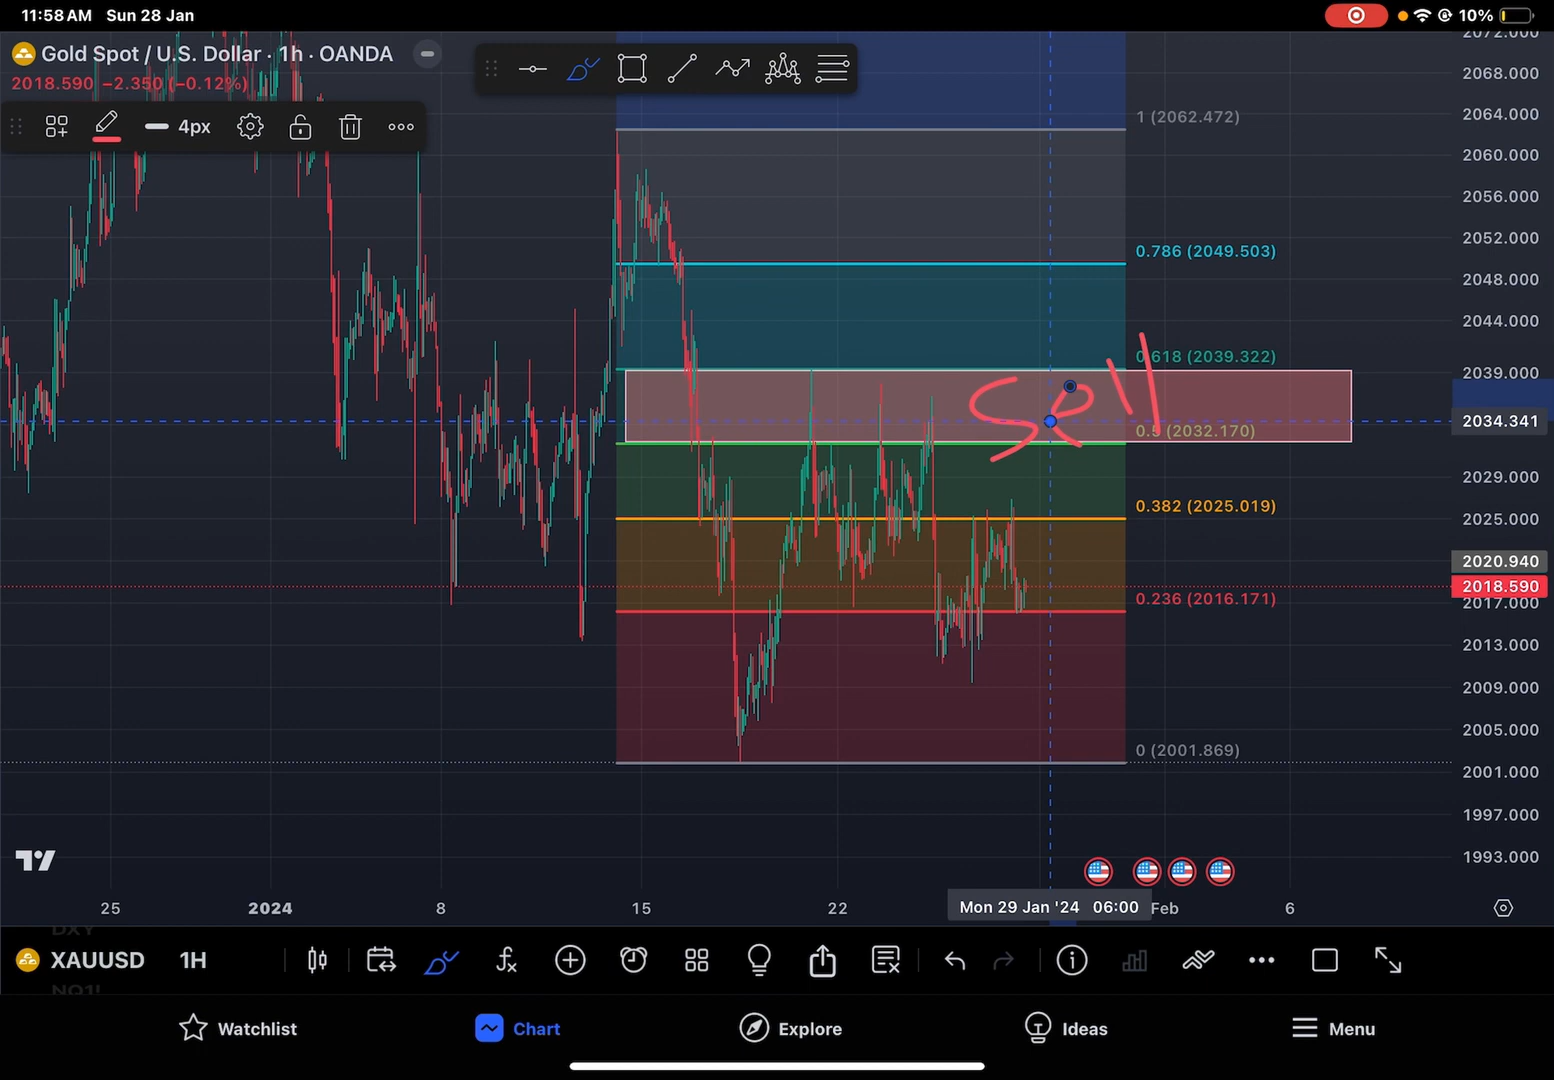 11:58 AM Sun 28 Jan
10%
Gold Spot / U.S. Dollar · 1h · OANDA
2018.590 −2.350 (−0.12%)
4px
2072.000
2068.000
1 (2062.472)
2064.000
2060.000
2056.000
2052.000
0.786 (2049.503)
2048.000
2044.000
0.618 (2039.322)
2039.000
Sell
2034.341
0.5 (2032.170)
2029.000
0.382 (2025.019)
2025.000
2020.940
2018.590
0.236 (2016.171)
2017.000
2013.000
2009.000
2005.000
0 (2001.869)
2001.000
1997.000
1993.000
25 2024 8 15 22 Mon 29 Jan '24 06:00 Feb 6
DXY
XAUUSD 1H
NQ1!
Watchlist Chart Explore Ideas Menu